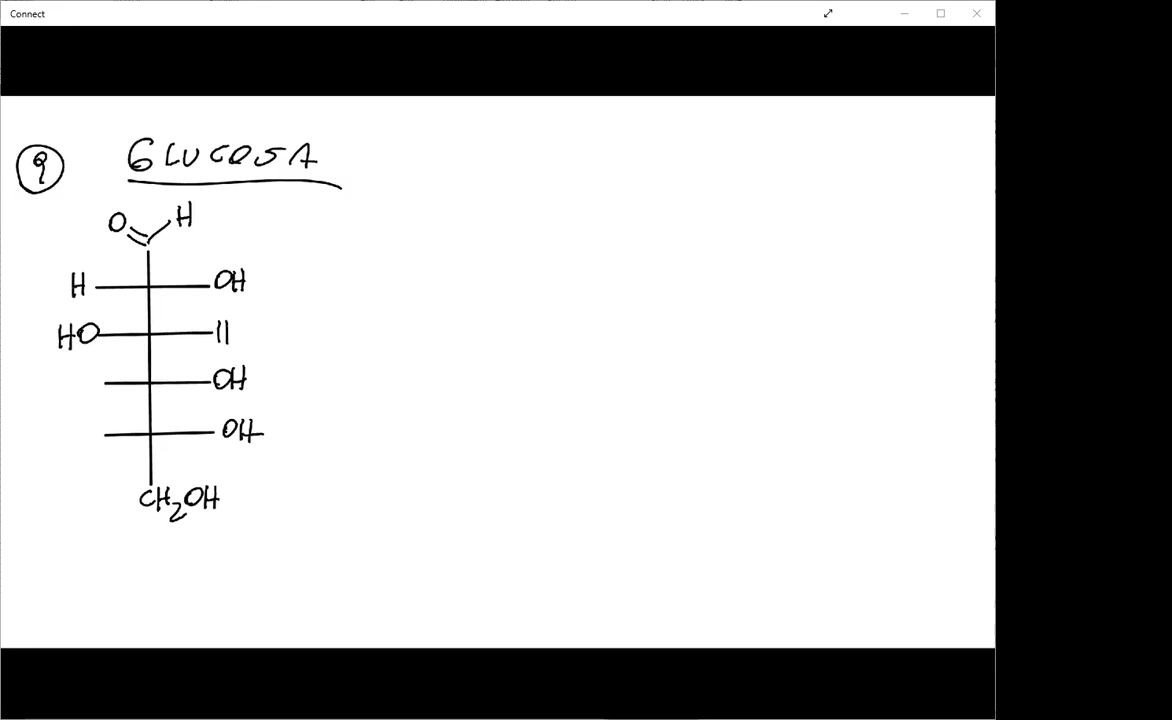 Connect
9 GLUCOSA
O H
H OH
HO H
OH
OH
CH2OH